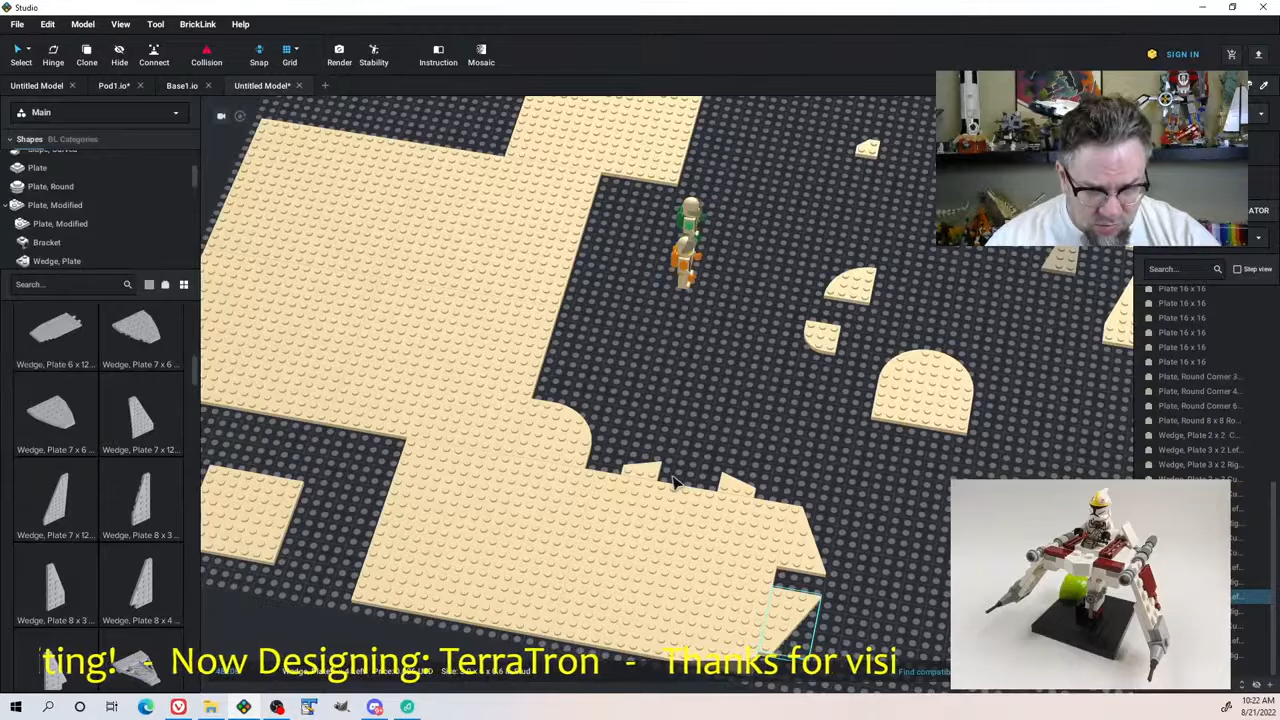 Studio
File Edit Model View Tool BrickLink Help
Select Hinge Clone Hide Connect Collision Snap Grid Render Stability Instruction Mosaic
SIGN IN
Untitled Model × Pod1.io* × Base1.io × Untitled Model* × +
Main
Shapes BL Categories
Plate
Plate, Round
Plate, Modified
Plate, Modified
Bracket
Wedge, Plate
Search...
Wedge, Plate 6 x 12... Wedge, Plate 7 x 6...
Wedge, Plate 7 x 6... Wedge, Plate 7 x 12...
Wedge, Plate 7 x 12... Wedge, Plate 8 x 3...
Wedge, Plate 8 x 3... Wedge, Plate 8 x 4...
Search... Step view
Plate 16 x 16
Plate 16 x 16
Plate 16 x 16
Plate 16 x 16
Plate 16 x 16
Plate 16 x 16
Plate, Round Corner 3...
Plate, Round Corner 4...
Plate, Round Corner 6...
Plate, Round 8 x 8 Ro...
Wedge, Plate 2 x 2 C...
Wedge, Plate 3 x 2 Lef...
Wedge, Plate 3 x 2 Rig...
ting! - Now Designing: TerraTron - Thanks for visi
Find compatib
10:22 AM
8/21/2022